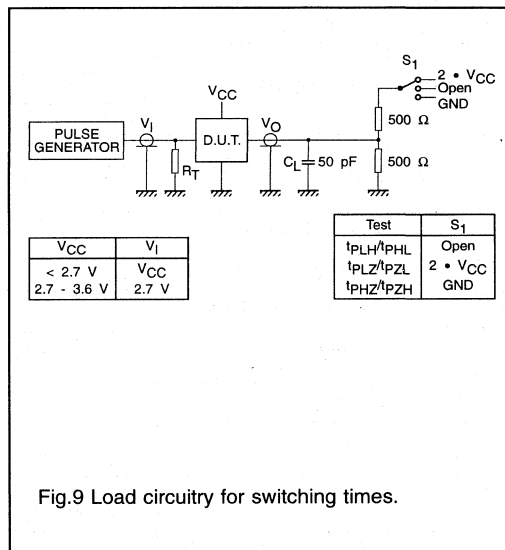 S1
2 • VCC
Open
GND
VCC
500 Ω
PULSE
GENERATOR
VI
D.U.T.
VO
RT
CL
50 pF
500 Ω
VCC VI
< 2.7 V VCC
2.7 - 3.6 V 2.7 V
Test S1
tPLH/tPHL Open
tPLZ/tPZL 2 • VCC
tPHZ/tPZH GND
Fig.9 Load circuitry for switching times.